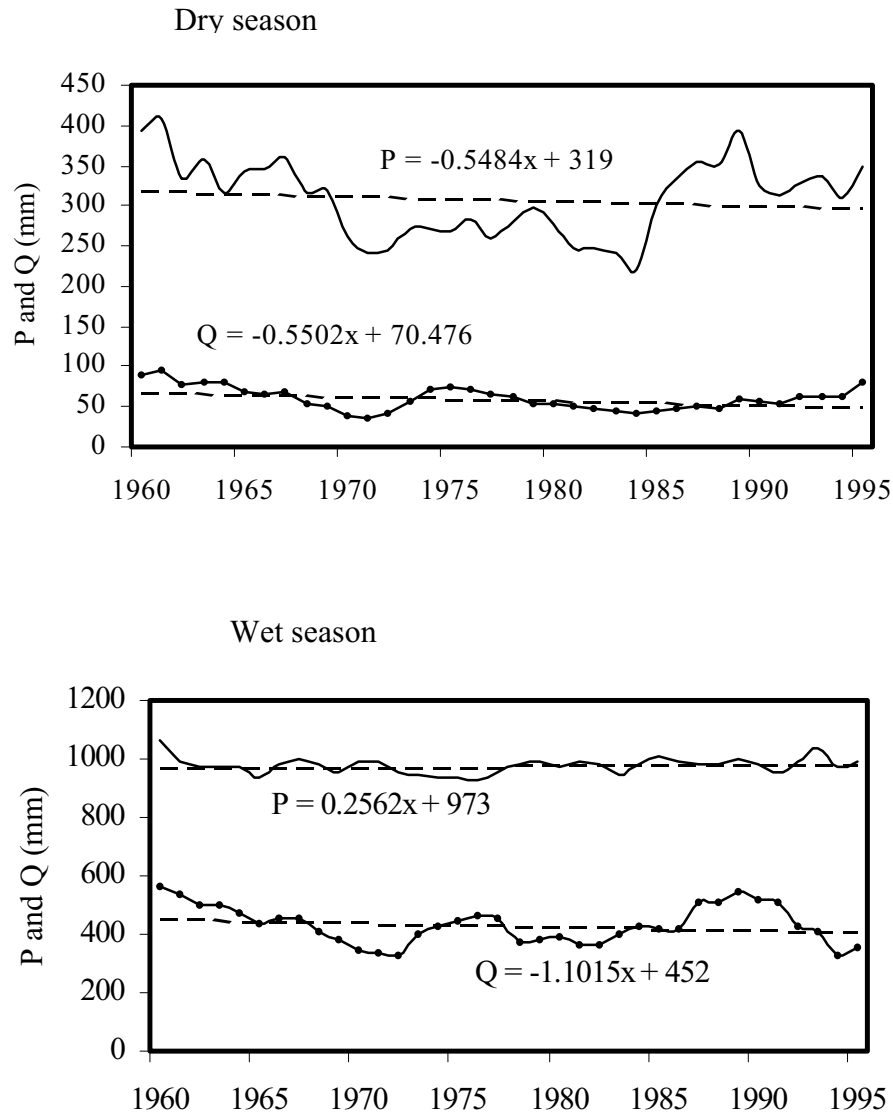 Dry season
450
400
350
300
250
200
150
100
50
0
P and Q (mm)
P = -0.5484x + 319
Q = -0.5502x + 70.476
1960 1965 1970 1975 1980 1985 1990 1995
Wet season
1200
1000
800
600
400
200
0
P and Q (mm)
P = 0.2562x + 973
Q = -1.1015x + 452
1960 1965 1970 1975 1980 1985 1990 1995